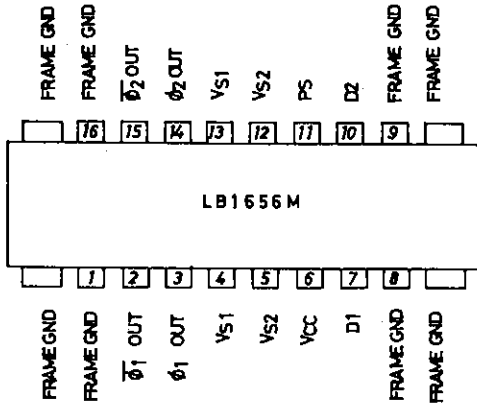 FRAME GND
FRAME GND
Φ̅2 OUT
Φ2 OUT
VS1
VS2
PS
D2
FRAME GND
FRAME GND
16 15 14 13 12 11 10 9
LB1656M
1 2 3 4 5 6 7 8
FRAME GND
FRAME GND
Φ̅1 OUT
Φ1 OUT
VS1
VS2
VCC
D1
FRAME GND
FRAME GND